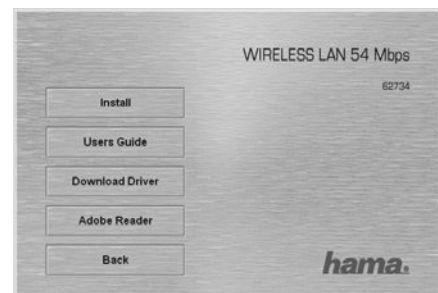 WIRELESS LAN 54 Mbps
62734
Install
Users Guide
Download Driver
Adobe Reader
Back
hama.